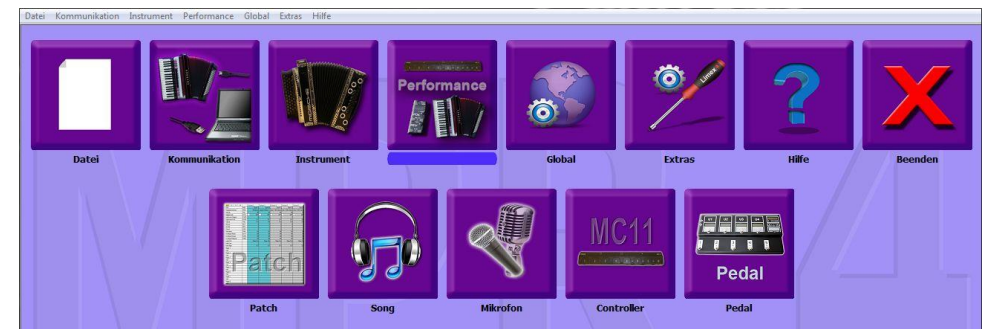 Datei Kommunikation Instrument Performance Global Extras Hilfe
Performance
Limex
Datei Kommunikation Instrument Global Extras Hilfe Beenden
Patch
MC11
Pedal
Patch Song Mikrofon Controller Pedal